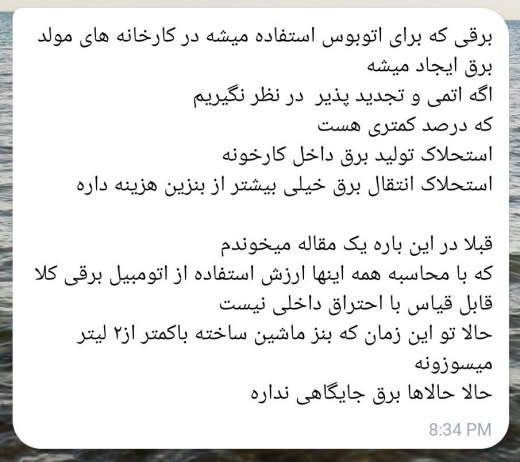 برقی که برای اتوبوس استفاده میشه در کارخانه های مولد
برق ایجاد میشه
اگه اتمی و تجدید پذیر  در نظر نگیریم
که درصد کمتری هست
استحلاک تولید برق داخل کارخونه
استحلاک انتقال برق خیلی بیشتر از بنزین هزینه داره
قبلا در این باره یک مقاله میخوندم
که با محاسبه همه اینها ارزش استفاده از اتومبیل برقی کلا
قابل قیاس با احتراق داخلی نیست
حالا تو این زمان که بنز ماشین ساخته باکمتر از۲ لیتر
میسوزونه
حالا حالاها برق جایگاهی نداره
8:34 PM